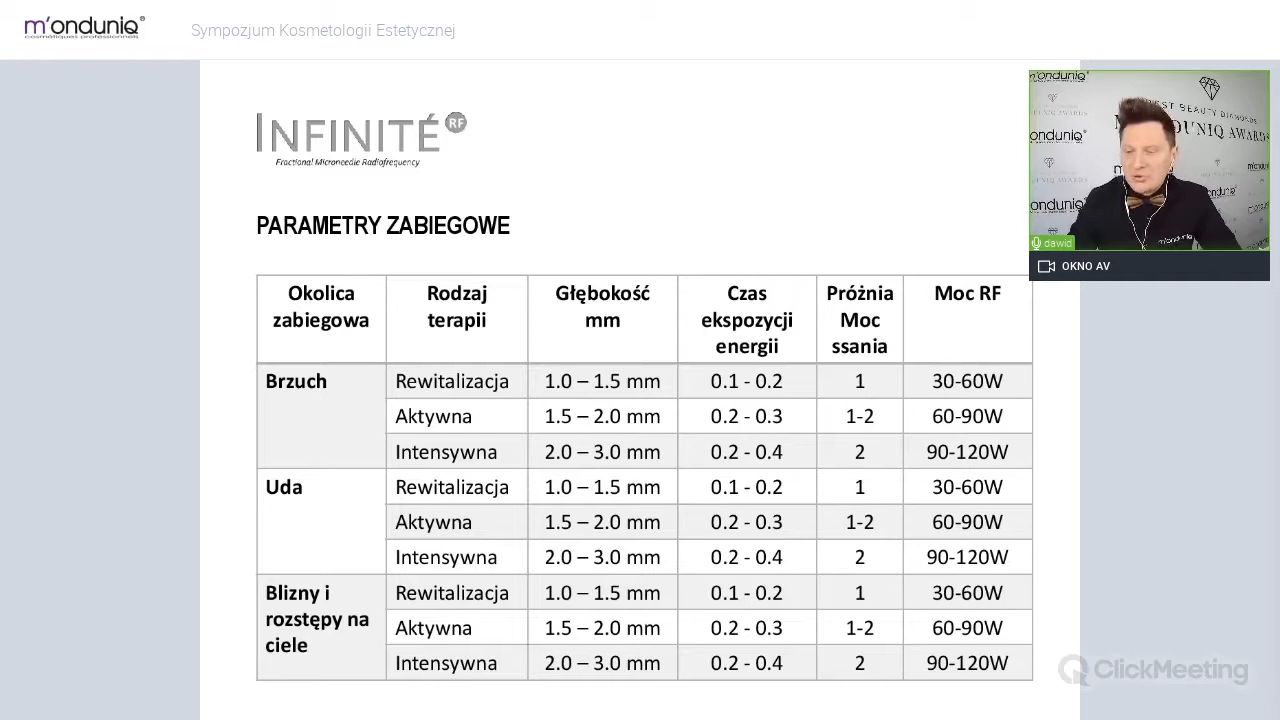 m'onduniq®
cosmétiques professionnels
Sympozjum Kosmetologii Estetycznej
INFINITÉ RF
Fractional Microneedle Radiofrequency
PARAMETRY ZABIEGOWE
Okolica zabiegowa Rodzaj terapii Głębokość mm Czas ekspozycji energii Próżnia Moc ssania Moc RF
Brzuch Rewitalizacja 1.0 – 1.5 mm 0.1 - 0.2 1 30-60W
Aktywna 1.5 – 2.0 mm 0.2 - 0.3 1-2 60-90W
Intensywna 2.0 – 3.0 mm 0.2 - 0.4 2 90-120W
Uda Rewitalizacja 1.0 – 1.5 mm 0.1 - 0.2 1 30-60W
Aktywna 1.5 – 2.0 mm 0.2 - 0.3 1-2 60-90W
Intensywna 2.0 – 3.0 mm 0.2 - 0.4 2 90-120W
Blizny i rozstępy na ciele Rewitalizacja 1.0 – 1.5 mm 0.1 - 0.2 1 30-60W
Aktywna 1.5 – 2.0 mm 0.2 - 0.3 1-2 60-90W
Intensywna 2.0 – 3.0 mm 0.2 - 0.4 2 90-120W
BEAUTY DIAMONDS
dawid
OKNO AV
ClickMeeting